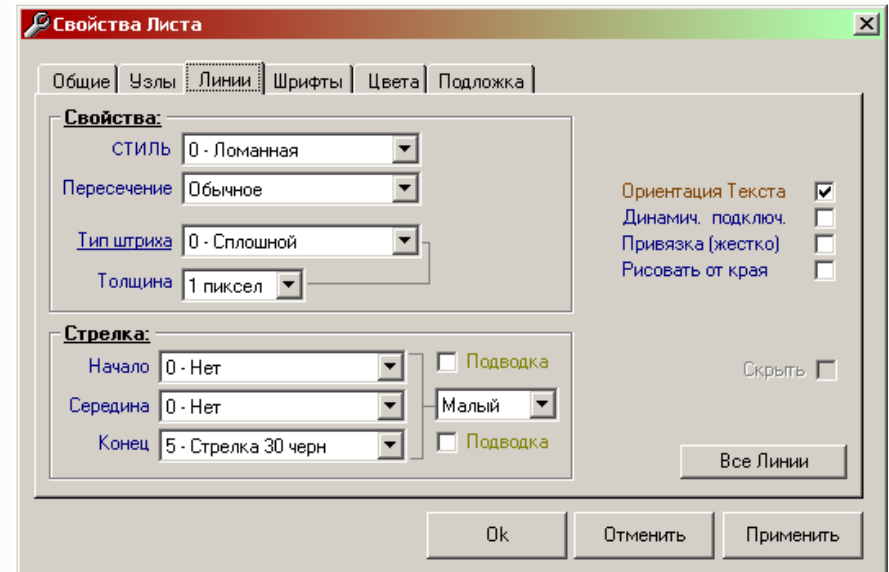 Свойства Листа
Общие Узлы Линии Шрифты Цвета Подложка
Свойства:
СТИЛЬ 0 - Ломанная
Пересечение Обычное
Тип штриха 0 - Сплошной
Толщина 1 пиксел
Ориентация Текста
Динамич. подключ.
Привязка (жестко)
Рисовать от края
Стрелка:
Начало 0 - Нет Подводка
Середина 0 - Нет Малый
Конец 5 - Стрелка 30 черн Подводка
Скрыть
Все Линии
Ok Отменить Применить